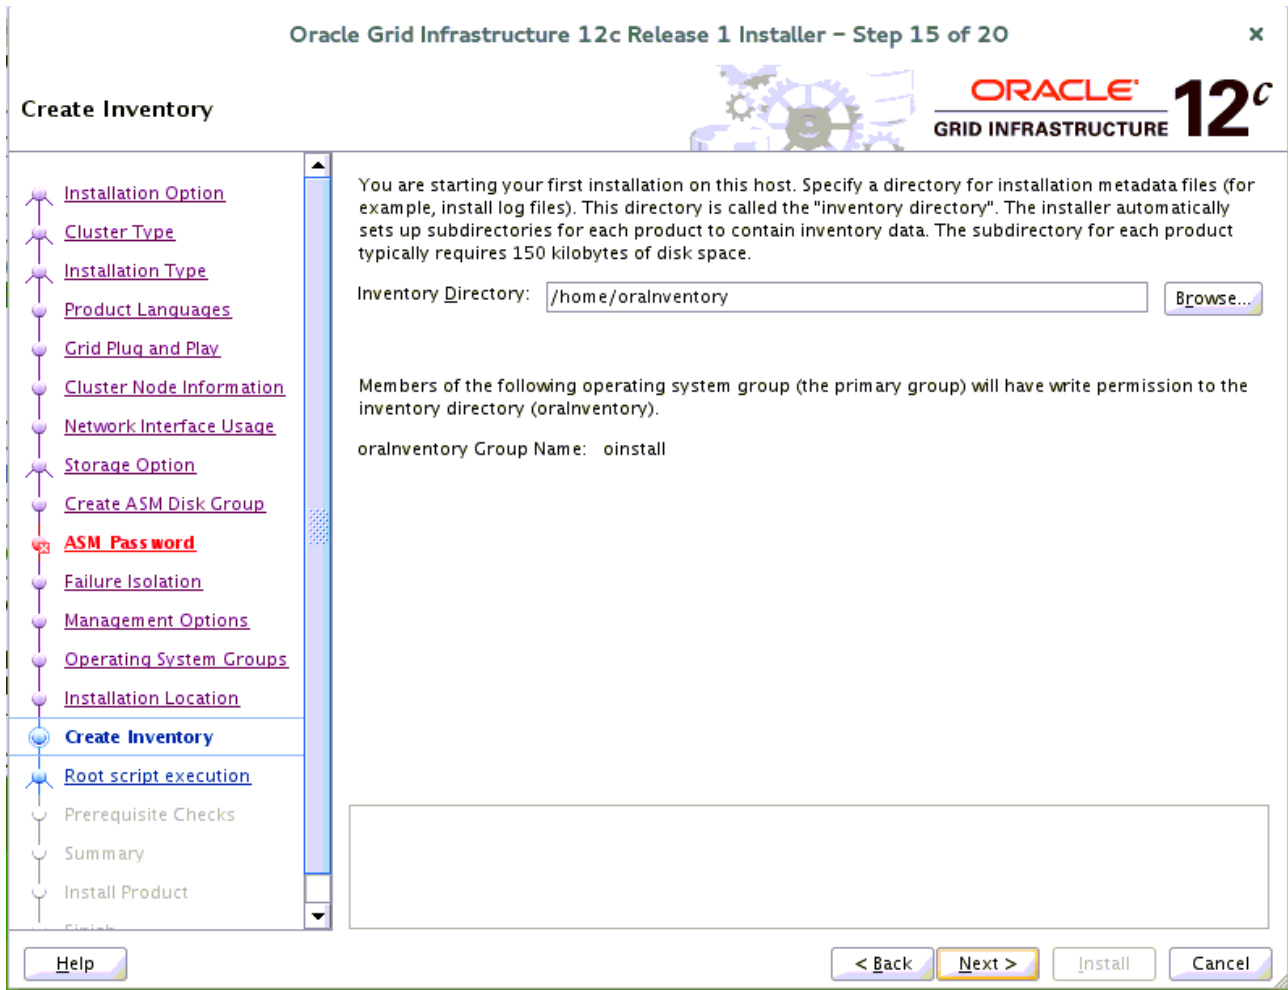 Oracle Grid Infrastructure 12c Release 1 Installer – Step 15 of 20
Create Inventory
ORACLE
GRID INFRASTRUCTURE
12c
Installation Option
Cluster Type
Installation Type
Product Languages
Grid Plug and Play
Cluster Node Information
Network Interface Usage
Storage Option
Create ASM Disk Group
ASM Password
Failure Isolation
Management Options
Operating System Groups
Installation Location
Create Inventory
Root script execution
Prerequisite Checks
Summary
Install Product
Finish
You are starting your first installation on this host. Specify a directory for installation metadata files (for
example, install log files). This directory is called the "inventory directory". The installer automatically
sets up subdirectories for each product to contain inventory data. The subdirectory for each product
typically requires 150 kilobytes of disk space.
Inventory Directory: /home/oraInventory Browse...
Members of the following operating system group (the primary group) will have write permission to the
inventory directory (oraInventory).
oraInventory Group Name: oinstall
Help < Back Next > Install Cancel